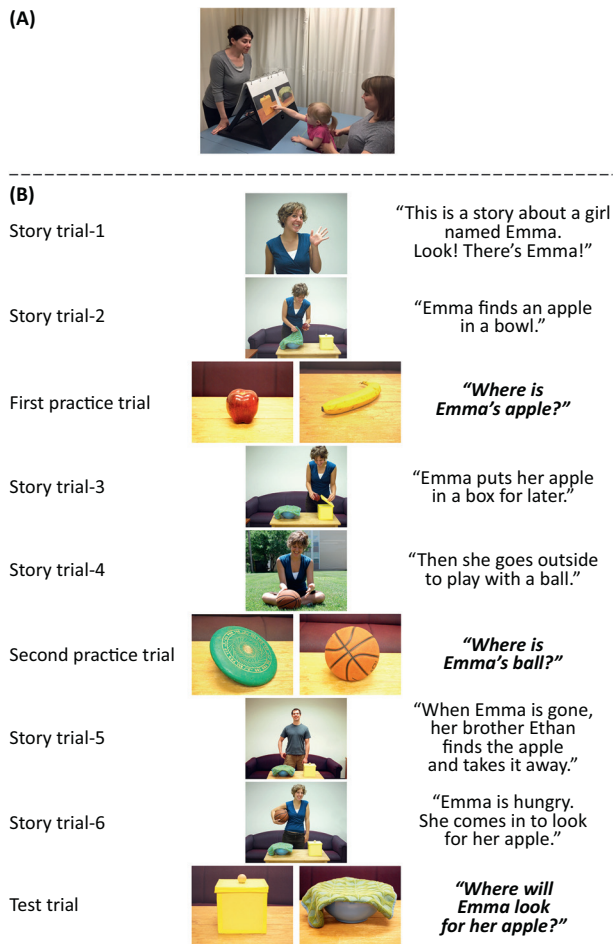 (A)
(B)
Story trial-1
“This is a story about a girl
named Emma.
Look! There’s Emma!”
Story trial-2
“Emma finds an apple
in a bowl.”
First practice trial
“Where is
Emma’s apple?”
Story trial-3
“Emma puts her apple
in a box for later.”
Story trial-4
“Then she goes outside
to play with a ball.”
Second practice trial
“Where is
Emma’s ball?”
Story trial-5
“When Emma is gone,
her brother Ethan
finds the apple
and takes it away.”
Story trial-6
“Emma is hungry.
She comes in to look
for her apple.”
Test trial
“Where will
Emma look
for her apple?”